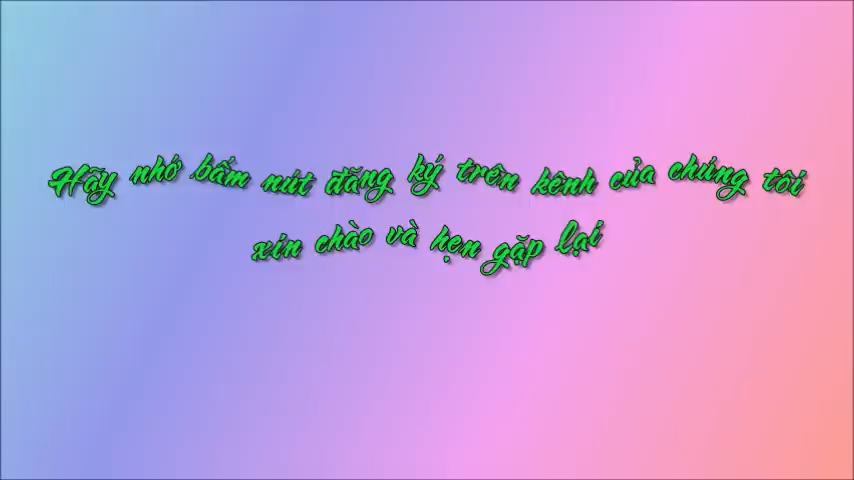 Hãy nhớ bấm nút đăng ký trên kênh của chúng tôi
xin chào và hẹn gặp lại